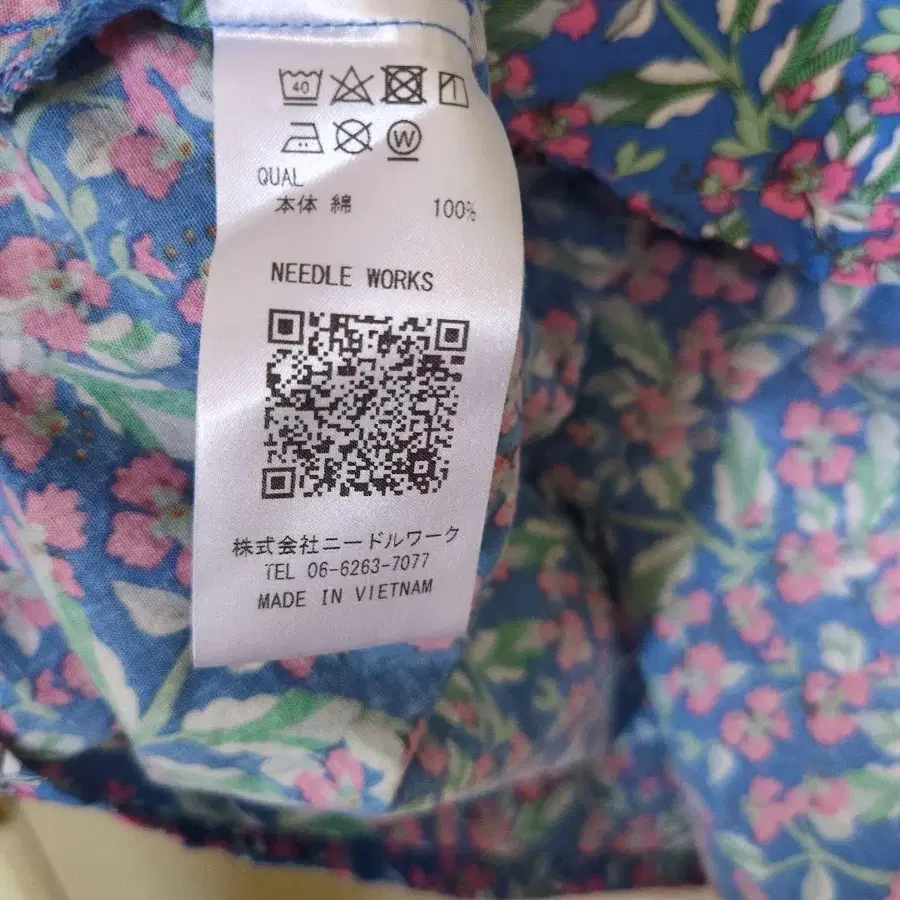 40
W
QUAL
本体 綿 100%
NEEDLE WORKS
株式会社ニードルワーク
TEL 06-6263-7077
MADE IN VIETNAM